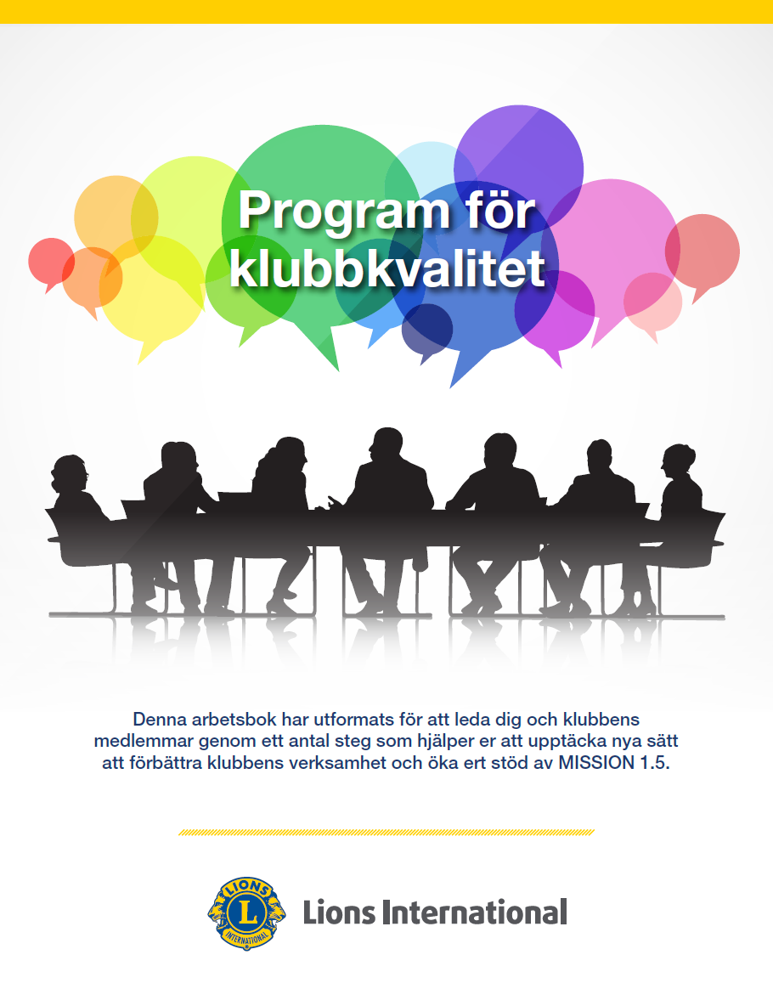 Program för
klubbkvalitet
Denna arbetsbok har utformats för att leda dig och klubbens
medlemmar genom ett antal steg som hjälper er att upptäcka nya sätt
att förbättra klubbens verksamhet och öka ert stöd av MISSION 1.5.
LIONS
L
INTERNATIONAL
Lions International